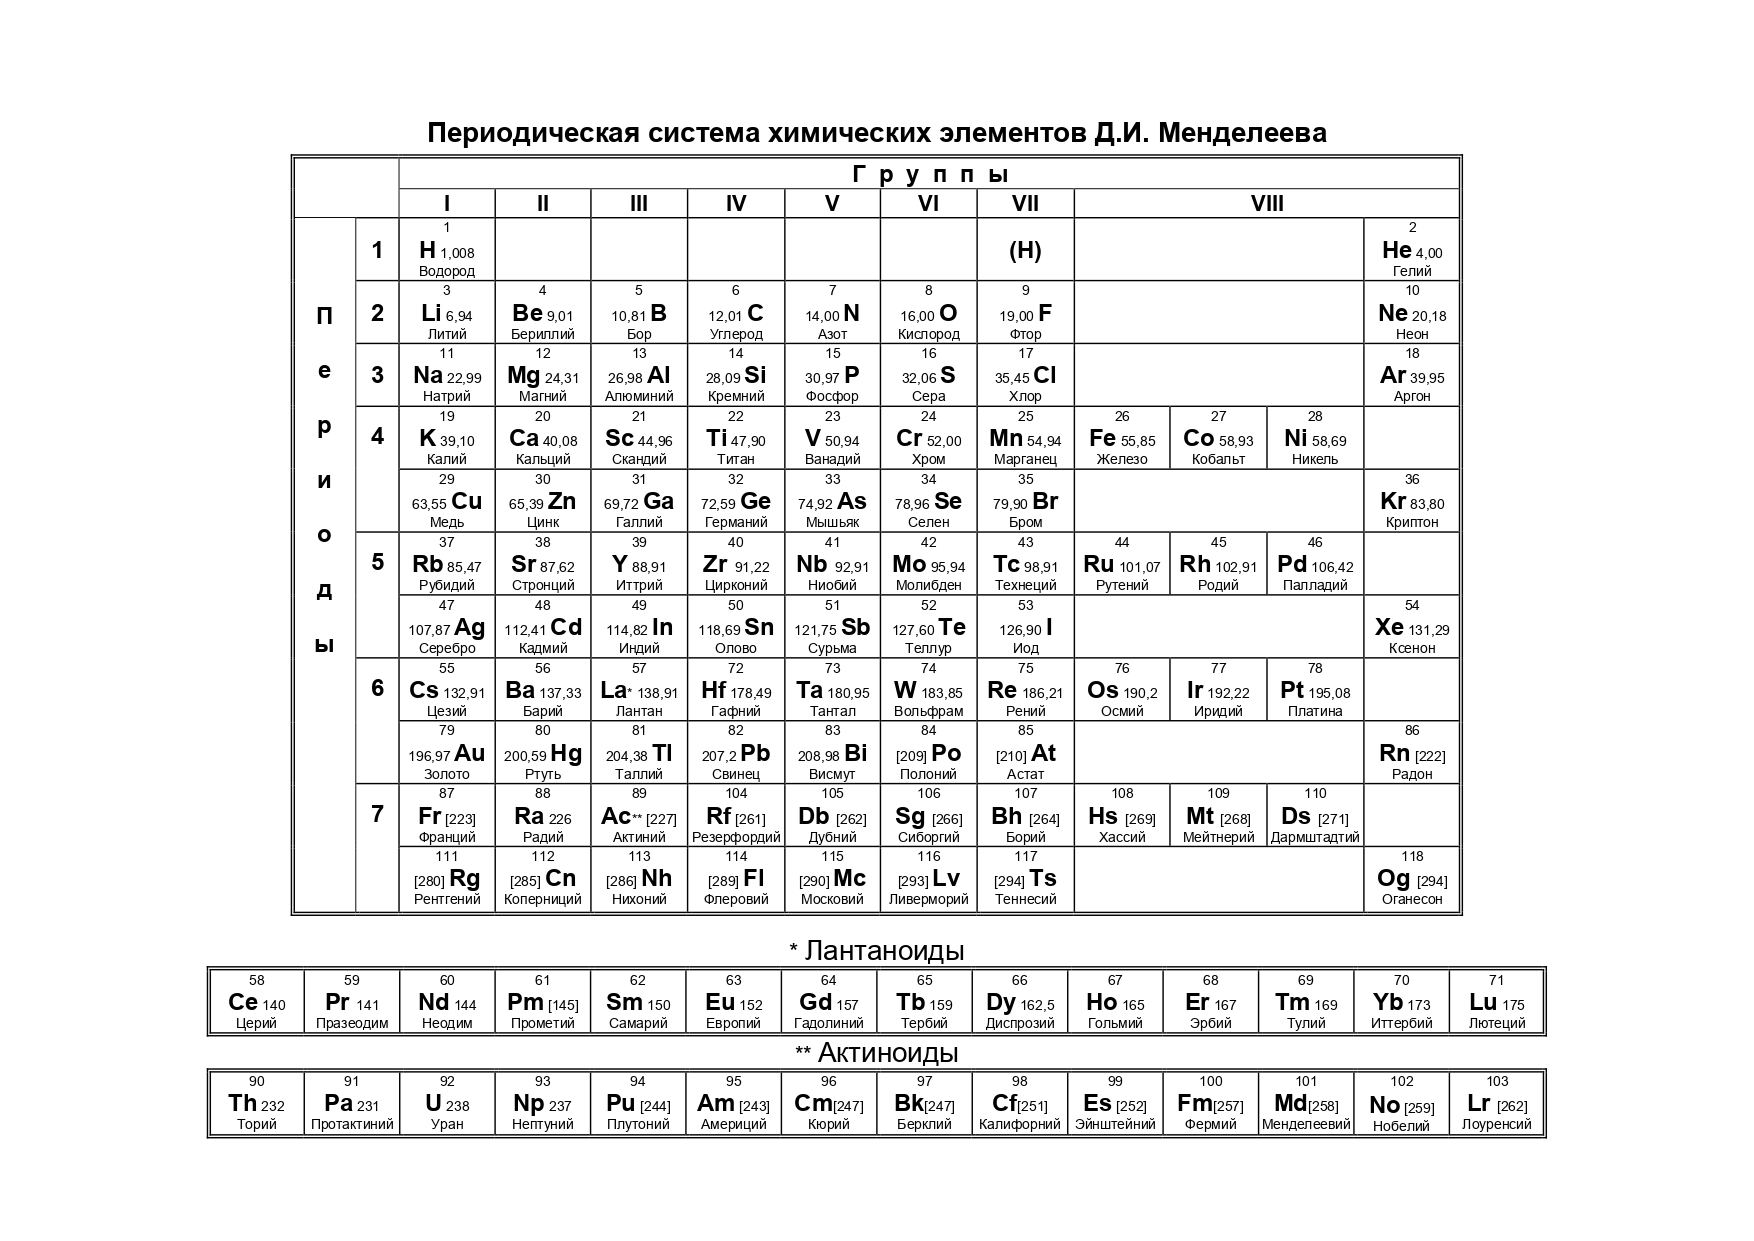 Периодическая система химических элементов Д.И. Менделеева
Г р у п п ы
I II III IV V VI VII VIII
П е р и о д ы
1
1 2
H 1,008 (H) He 4,00
Водород Гелий
2
3 4 5 6 7 8 9 10
Li 6,94 Be 9,01 10,81 B 12,01 C 14,00 N 16,00 O 19,00 F Ne 20,18
Литий Бериллий Бор Углерод Азот Кислород Фтор Неон
3
11 12 13 14 15 16 17 18
Na 22,99 Mg 24,31 26,98 Al 28,09 Si 30,97 P 32,06 S 35,45 Cl Ar 39,95
Натрий Магний Алюминий Кремний Фосфор Сера Хлор Аргон
4
19 20 21 22 23 24 25 26 27 28
K 39,10 Ca 40,08 Sc 44,96 Ti 47,90 V 50,94 Cr 52,00 Mn 54,94 Fe 55,85 Co 58,93 Ni 58,69
Калий Кальций Скандий Титан Ванадий Хром Марганец Железо Кобальт Никель
29 30 31 32 33 34 35 36
63,55 Cu 65,39 Zn 69,72 Ga 72,59 Ge 74,92 As 78,96 Se 79,90 Br Kr 83,80
Медь Цинк Галлий Германий Мышьяк Селен Бром Криптон
5
37 38 39 40 41 42 43 44 45 46
Rb 85,47 Sr 87,62 Y 88,91 Zr 91,22 Nb 92,91 Mo 95,94 Tc 98,91 Ru 101,07 Rh 102,91 Pd 106,42
Рубидий Стронций Иттрий Цирконий Ниобий Молибден Технеций Рутений Родий Палладий
47 48 49 50 51 52 53 54
107,87 Ag 112,41 Cd 114,82 In 118,69 Sn 121,75 Sb 127,60 Te 126,90 I Xe 131,29
Серебро Кадмий Индий Олово Сурьма Теллур Иод Ксенон
6
55 56 57 72 73 74 75 76 77 78
Cs 132,91 Ba 137,33 La* 138,91 Hf 178,49 Ta 180,95 W 183,85 Re 186,21 Os 190,2 Ir 192,22 Pt 195,08
Цезий Барий Лантан Гафний Тантал Вольфрам Рений Осмий Иридий Платина
79 80 81 82 83 84 85 86
196,97 Au 200,59 Hg 204,38 Tl 207,2 Pb 208,98 Bi [209] Po [210] At Rn [222]
Золото Ртуть Таллий Свинец Висмут Полоний Астат Радон
7
87 88 89 104 105 106 107 108 109 110
Fr [223] Ra 226 Ac** [227] Rf [261] Db [262] Sg [266] Bh [264] Hs [269] Mt [268] Ds [271]
Франций Радий Актиний Резерфордий Дубний Сиборгий Борий Хассий Мейтнерий Дармштадтий
111 112 113 114 115 116 117 118
[280] Rg [285] Cn [286] Nh [289] Fl [290] Mc [293] Lv [294] Ts Og [294]
Рентгений Коперниций Нихоний Флеровий Московий Ливерморий Теннесий Оганесон
* Лантаноиды
58 59 60 61 62 63 64 65 66 67 68 69 70 71
Ce 140 Pr 141 Nd 144 Pm [145] Sm 150 Eu 152 Gd 157 Tb 159 Dy 162,5 Ho 165 Er 167 Tm 169 Yb 173 Lu 175
Церий Празеодим Неодим Прометий Самарий Европий Гадолиний Тербий Диспрозий Гольмий Эрбий Тулий Иттербий Лютеций
** Актиноиды
90 91 92 93 94 95 96 97 98 99 100 101 102 103
Th 232 Pa 231 U 238 Np 237 Pu [244] Am [243] Cm[247] Bk[247] Cf[251] Es [252] Fm[257] Md[258] No [259] Lr [262]
Торий Протактиний Уран Нептуний Плутоний Америций Кюрий Берклий Калифорний Эйнштейний Фермий Менделеевий Нобелий Лоуренсий